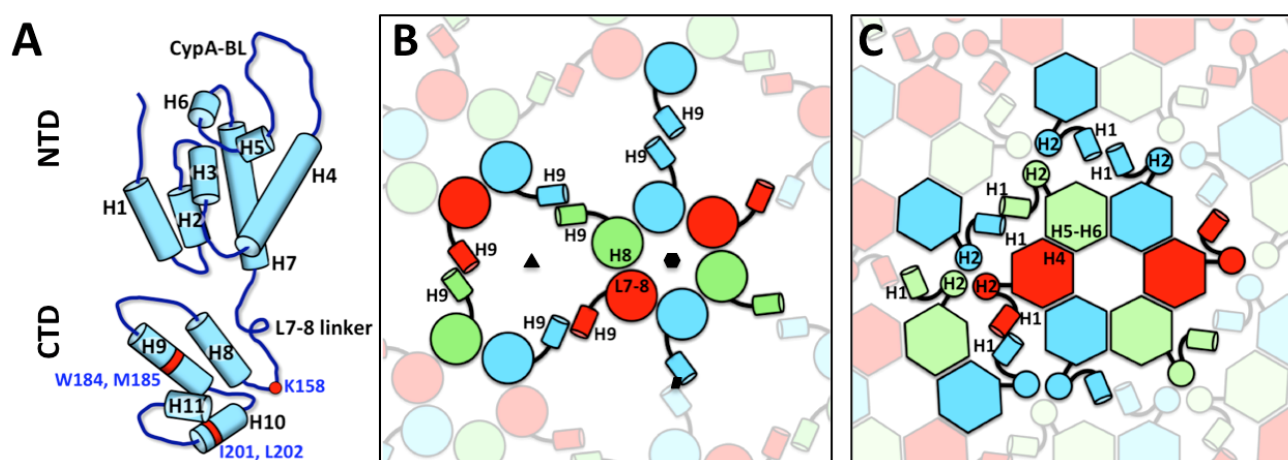 A
NTD
CTD
CypA-BL
H6
H5
H3
H4
H1
H2
H7
L7-8 linker
H9
H8
W184, M185
K158
H11
H10
I201, L202
B
H9
H9
H9
H9
H8
H9
L7-8
H9
H9
H9
C
H1
H2
H2
H1
H2
H1
H5-H6
H1
H2
H4
H1
H2
H2
H1
H1